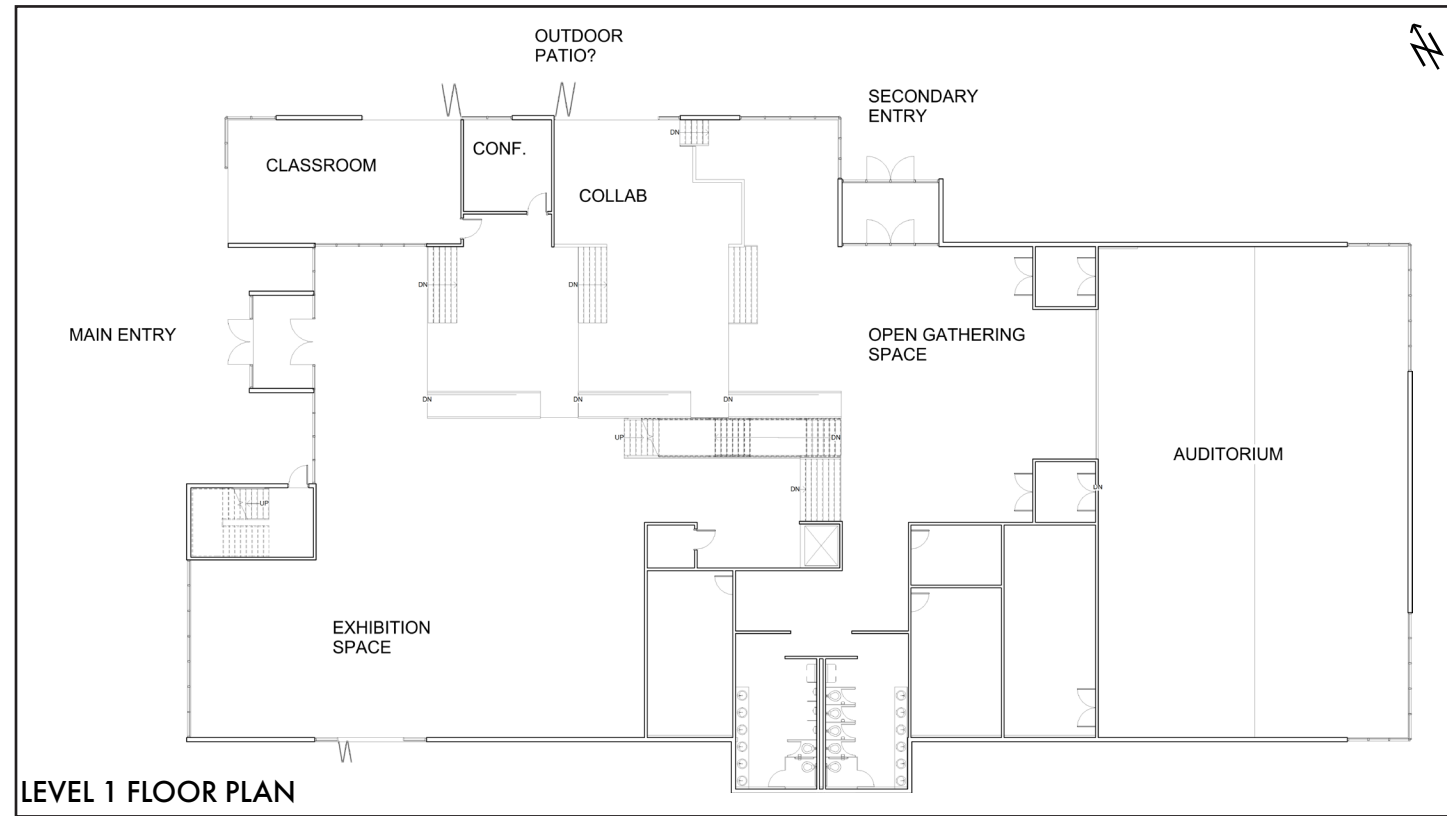 OUTDOOR
PATIO?
SECONDARY
ENTRY
DN
CONF.
CLASSROOM
COLLAB
DN
DN
MAIN ENTRY
OPEN GATHERING
SPACE
DN
DN
DN
UP
DN
AUDITORIUM
DN
DN
UP
EXHIBITION
SPACE
LEVEL 1 FLOOR PLAN